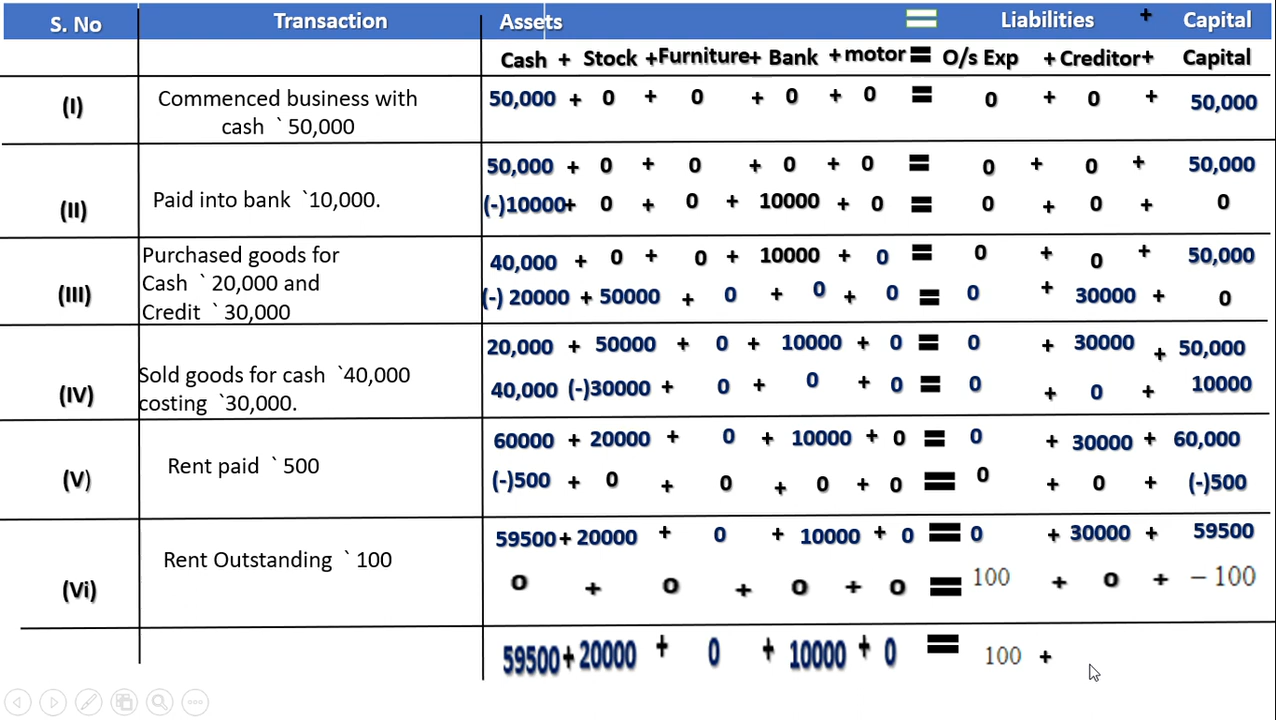 S. No Transaction Assets = Liabilities + Capital
Cash + Stock +Furniture+ Bank + motor = O/s Exp + Creditor+ Capital
(I) Commenced business with cash ` 50,000 50,000 + 0 + 0 + 0 + 0 = 0 + 0 + 50,000
50,000 + 0 + 0 + 0 + 0 = 0 + 0 + 50,000
(II) Paid into bank `10,000. (-)10000+ 0 + 0 + 10000 + 0 = 0 + 0 + 0
Purchased goods for
40,000 + 0 + 0 + 10000 + 0 = 0 + 0 + 50,000
(III) Cash ` 20,000 and
Credit ` 30,000
(-) 20000 + 50000 + 0 + 0 + 0 = 0 + 30000 + 0
20,000 + 50000 + 0 + 10000 + 0 = 0 + 30000 + 50,000
(IV) Sold goods for cash `40,000
costing `30,000.
40,000 (-)30000 + 0 + 0 + 0 = 0 + 0 + 10000
60000 + 20000 + 0 + 10000 + 0 = 0 + 30000 + 60,000
(V) Rent paid ` 500
(-)500 + 0 + 0 + 0 + 0 = 0 + 0 + (-)500
59500 + 20000 + 0 + 10000 + 0 = 0 + 30000 + 59500
(Vi) Rent Outstanding ` 100
0 + 0 + 0 + 0 = 100 + 0 + – 100
59500 + 20000 + 0 + 10000 + 0 = 100 +